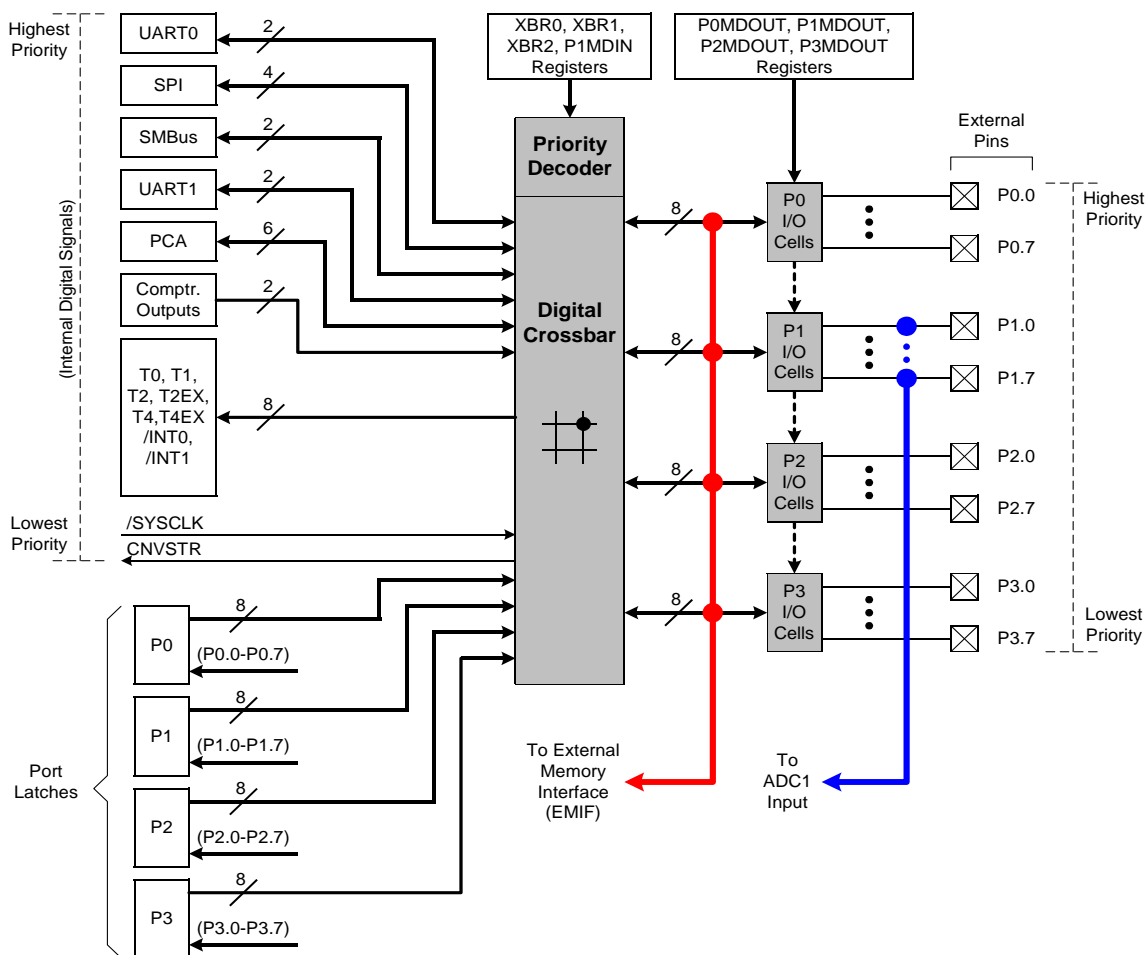 Highest
Priority
UART0
2
SPI
4
SMBus
2
UART1
2
PCA
6
Comptr.
Outputs
2
T0, T1,
T2, T2EX,
T4,T4EX
/INT0,
/INT1
8
(Internal Digital Signals)
Lowest
Priority
/SYSCLK
CNVSTR
XBR0, XBR1,
XBR2, P1MDIN
Registers
P0MDOUT, P1MDOUT,
P2MDOUT, P3MDOUT
Registers
Priority
Decoder
Digital
Crossbar
External
Pins
8
P0
I/O
Cells
P0.0
P0.7
Highest
Priority
8
P1
I/O
Cells
P1.0
P1.7
8
P2
I/O
Cells
P2.0
P2.7
8
P3
I/O
Cells
P3.0
P3.7
Lowest
Priority
Port
Latches
P0
8
(P0.0-P0.7)
P1
8
(P1.0-P1.7)
P2
8
(P2.0-P2.7)
P3
8
(P3.0-P3.7)
To External
Memory
Interface
(EMIF)
To
ADC1
Input